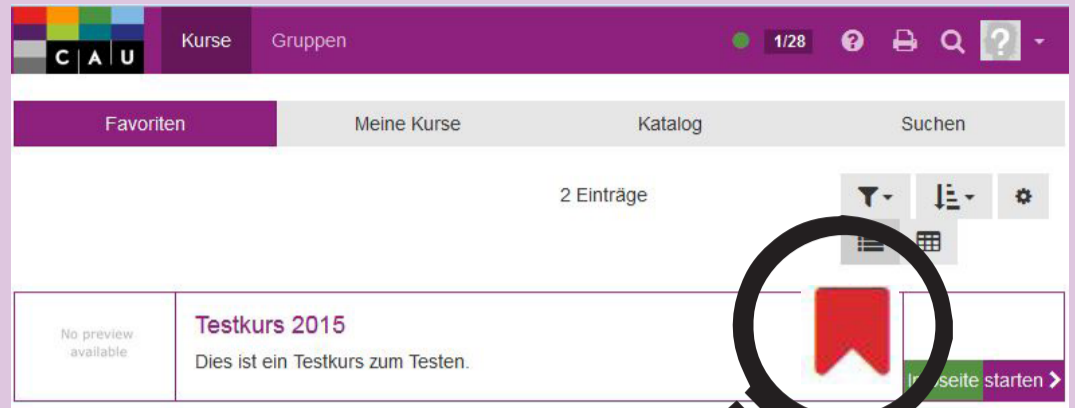 C A U
Kurse Gruppen 1/28
Favoriten Meine Kurse Katalog Suchen
2 Einträge
No preview
available
Testkurs 2015
Dies ist ein Testkurs zum Testen.
starten